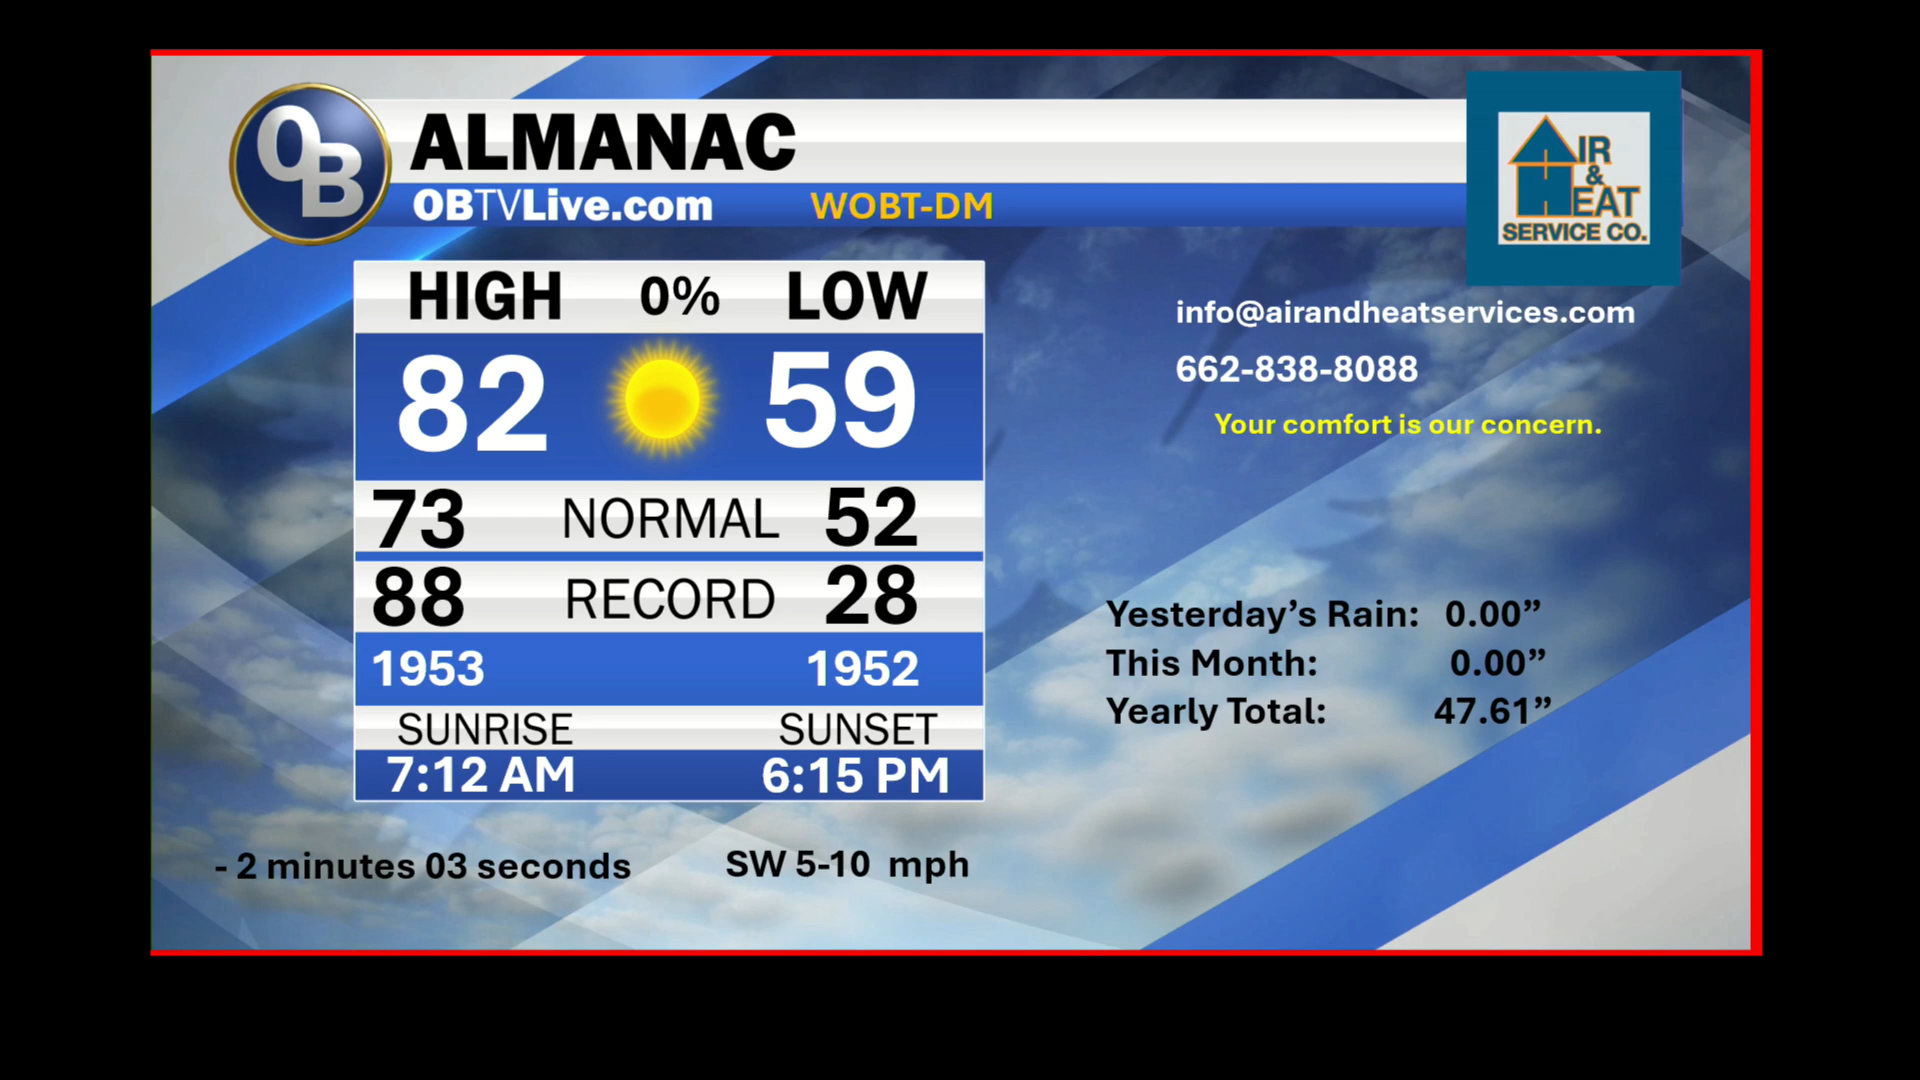 OB
ALMANAC
OBTVLive.com WOBT-DM
AIR
&
HEAT
SERVICE CO.
HIGH 0% LOW
82 59
73 NORMAL 52
88 RECORD 28
1953 1952
SUNRISE SUNSET
7:12 AM 6:15 PM
- 2 minutes 03 seconds SW 5-10 mph
info@airandheatservices.com
662-838-8088
Your comfort is our concern.
Yesterday’s Rain: 0.00”
This Month: 0.00”
Yearly Total: 47.61”